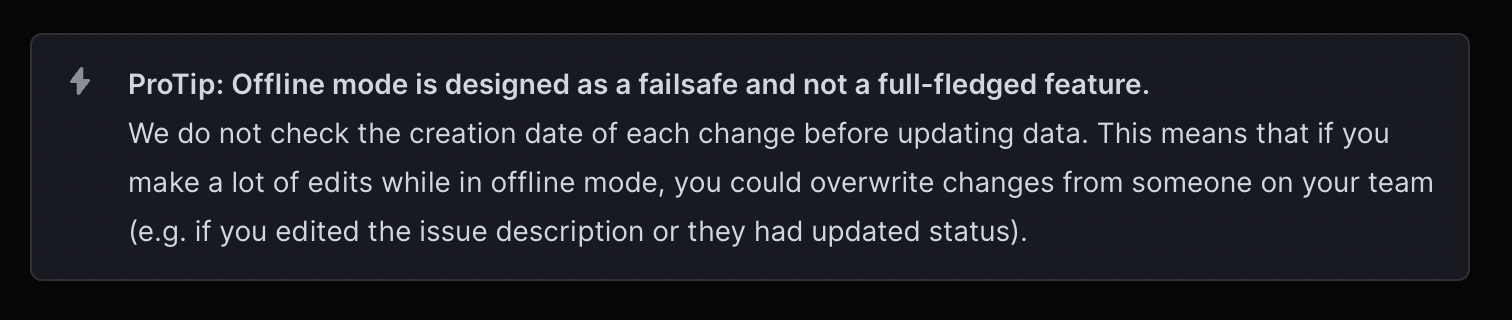 ProTip: Offline mode is designed as a failsafe and not a full-fledged feature.
We do not check the creation date of each change before updating data. This means that if you
make a lot of edits while in offline mode, you could overwrite changes from someone on your team
(e.g. if you edited the issue description or they had updated status).